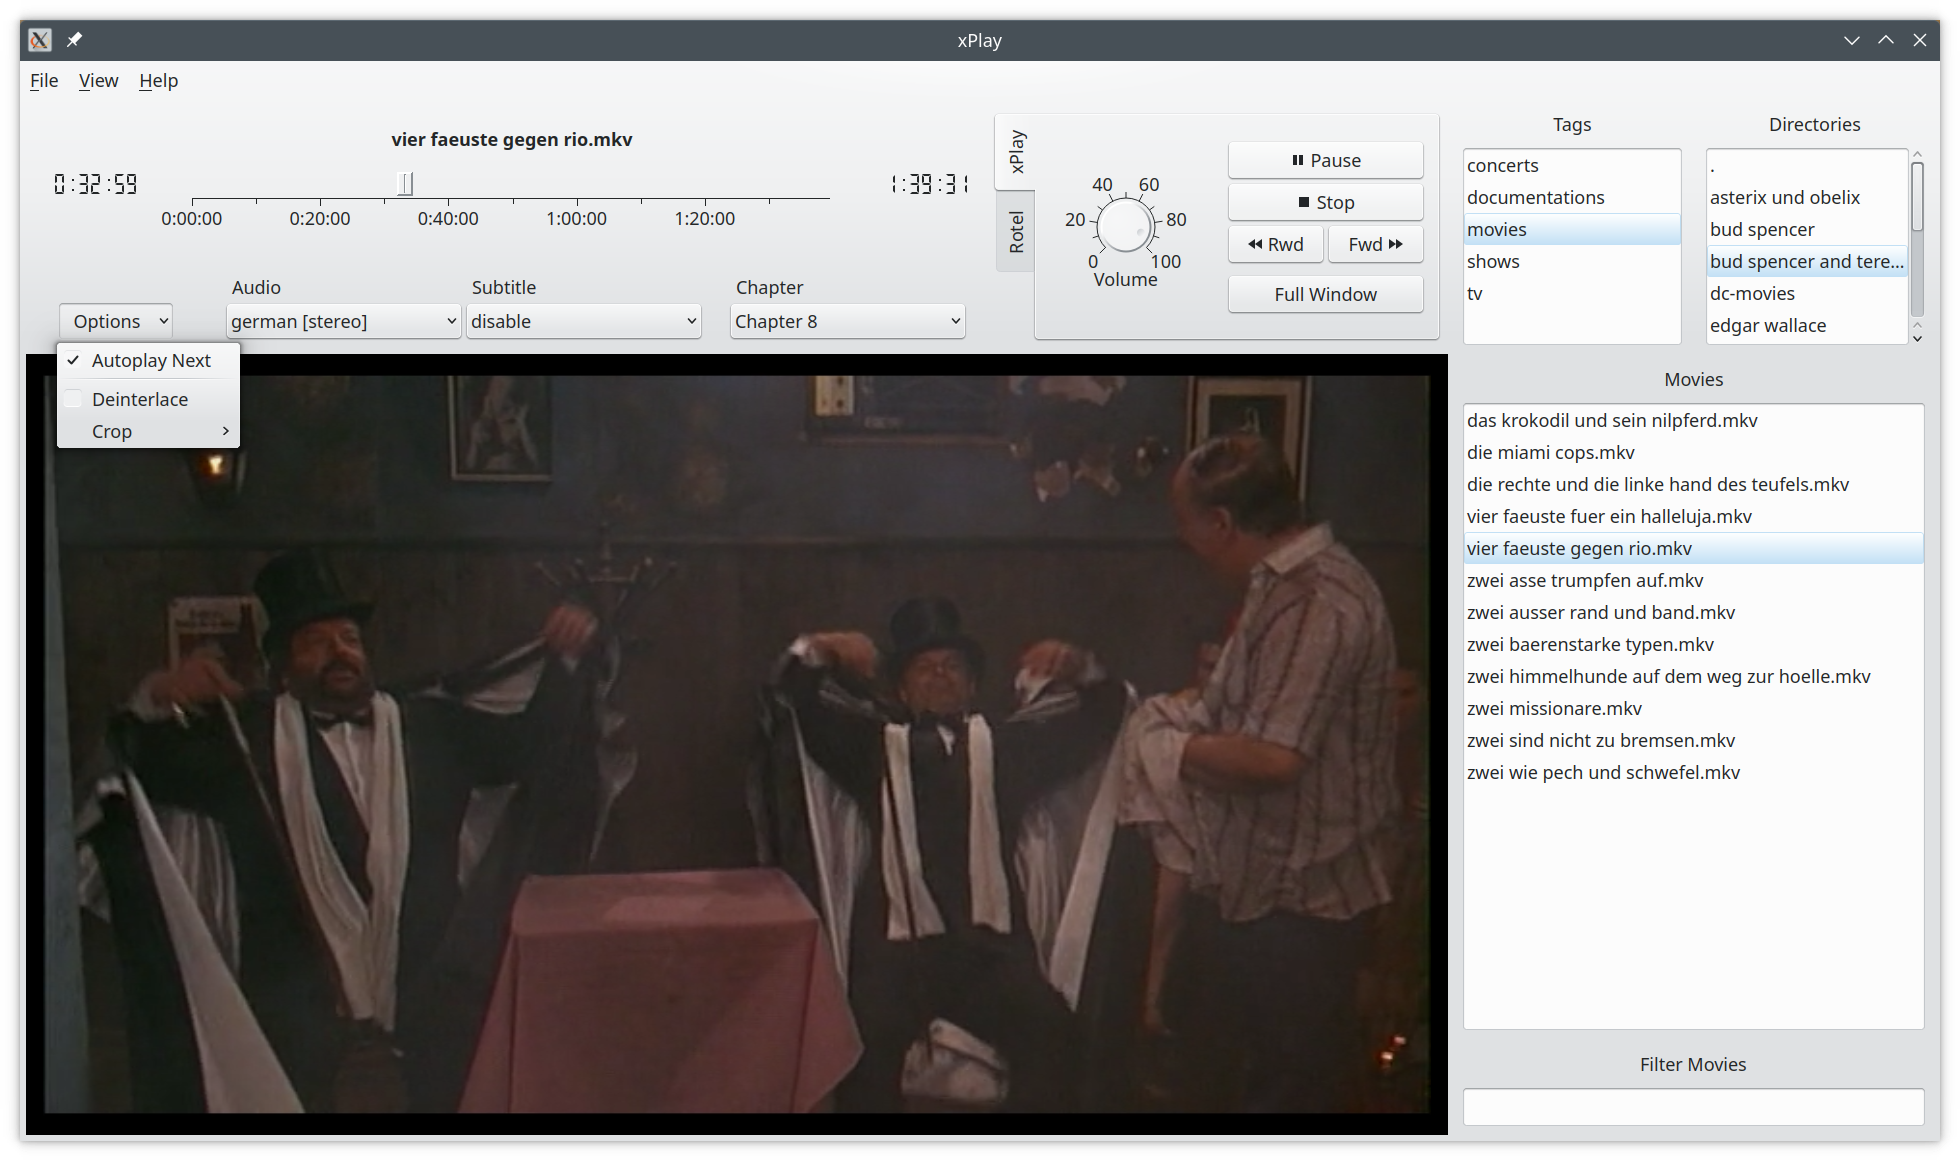 xPlay
File View Help
vier faeuste gegen rio.mkv
0:32:59
1:39:31
0:00:00 0:20:00 0:40:00 1:00:00 1:20:00
Options
Audio
german [stereo]
Subtitle
disable
Chapter
Chapter 8
Autoplay Next
Deinterlace
Crop
xPlay
Rotel
0 20 40 60 80 100
Volume
Pause
Stop
Rwd
Fwd
Full Window
Tags
concerts
documentations
movies
shows
tv
Directories
.
asterix und obelix
bud spencer
bud spencer and tere...
dc-movies
edgar wallace
Movies
das krokodil und sein nilpferd.mkv
die miami cops.mkv
die rechte und die linke hand des teufels.mkv
vier faeuste fuer ein halleluja.mkv
vier faeuste gegen rio.mkv
zwei asse trumpfen auf.mkv
zwei ausser rand und band.mkv
zwei baerenstarke typen.mkv
zwei himmelhunde auf dem weg zur hoelle.mkv
zwei missionare.mkv
zwei sind nicht zu bremsen.mkv
zwei wie pech und schwefel.mkv
Filter Movies